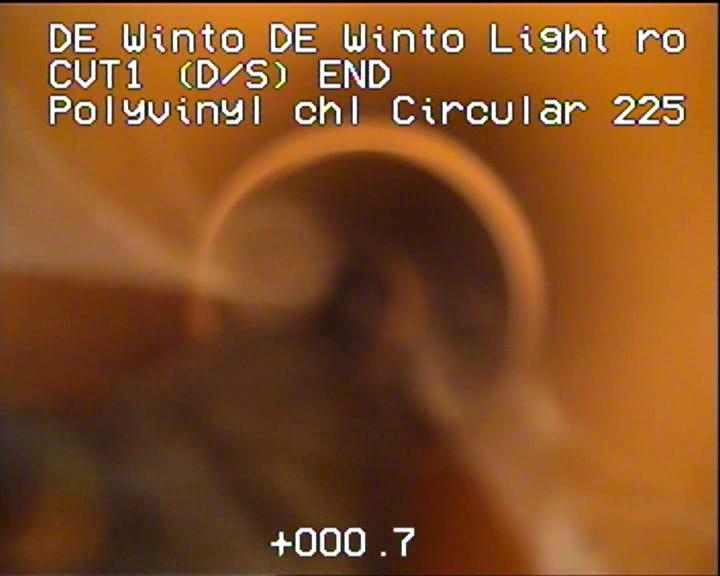 DE Winto DE Winto Light ro
CVT1 (D/S) END
Polyvinyl chl Circular 225
+000.7